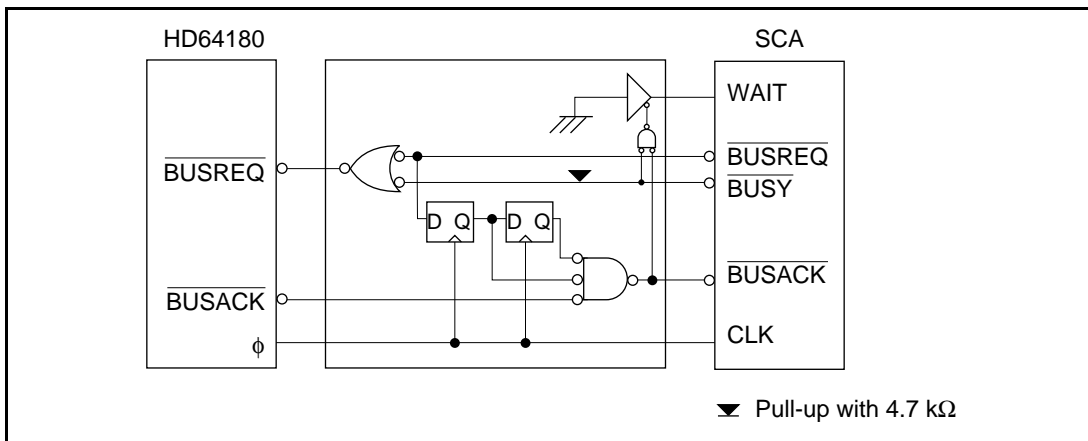 HD64180
SCA
WAIT
BUSREQ
BUSREQ
BUSY
D Q
D Q
BUSACK
BUSACK
ϕ
CLK
Pull-up with 4.7 kΩ